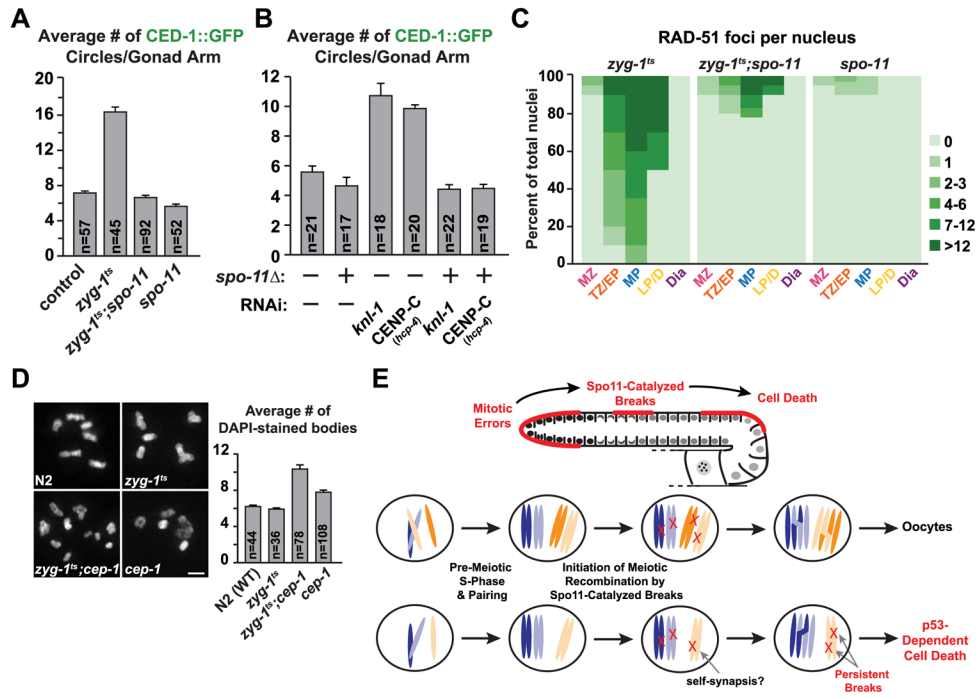 A
Average # of CED-1::GFP
Circles/Gonad Arm
20
16
12
8
4
0
n=57
n=45
n=92
n=52
control
zyg-1ts
zyg-1ts;spo-11
spo-11
B
Average # of CED-1::GFP
Circles/Gonad Arm
12
10
8
6
4
2
0
n=21
n=17
n=18
n=20
n=22
n=19
spo-11Δ: — + — — + +
RNAi: — — knl-1 CENP-C (hcp-4) knl-1 CENP-C (hcp-4)
C
RAD-51 foci per nucleus
zyg-1ts zyg-1ts;spo-11 spo-11
Percent of total nuclei
100
80
60
40
20
0
MZ TZ/EP MP LP/D Dia
MZ TZ/EP MP LP/D Dia
MZ TZ/EP MP LP/D Dia
0
1
2-3
4-6
7-12
>12
D
N2
zyg-1ts
zyg-1ts;cep-1
cep-1
Average # of
DAPI-stained bodies
12
8
4
0
n=44
n=36
n=78
n=108
N2 (WT)
zyg-1ts
zyg-1ts;cep-1
cep-1
E
Mitotic
Errors
Spo11-Catalyzed
Breaks
Cell Death
Oocytes
Pre-Meiotic
S-Phase
& Pairing
Initiation of Meiotic
Recombination by
Spo11-Catalyzed Breaks
X X X X
X X X
self-synapsis?
X X
Persistent
Breaks
p53-
Dependent
Cell Death